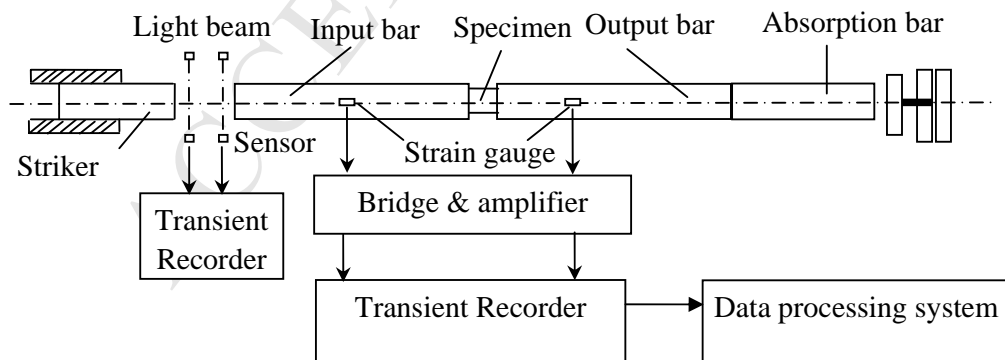 Light beam
Input bar
Specimen
Output bar
Absorption bar
Striker
Sensor
Strain gauge
Transient
Recorder
Bridge & amplifier
Transient Recorder
Data processing system